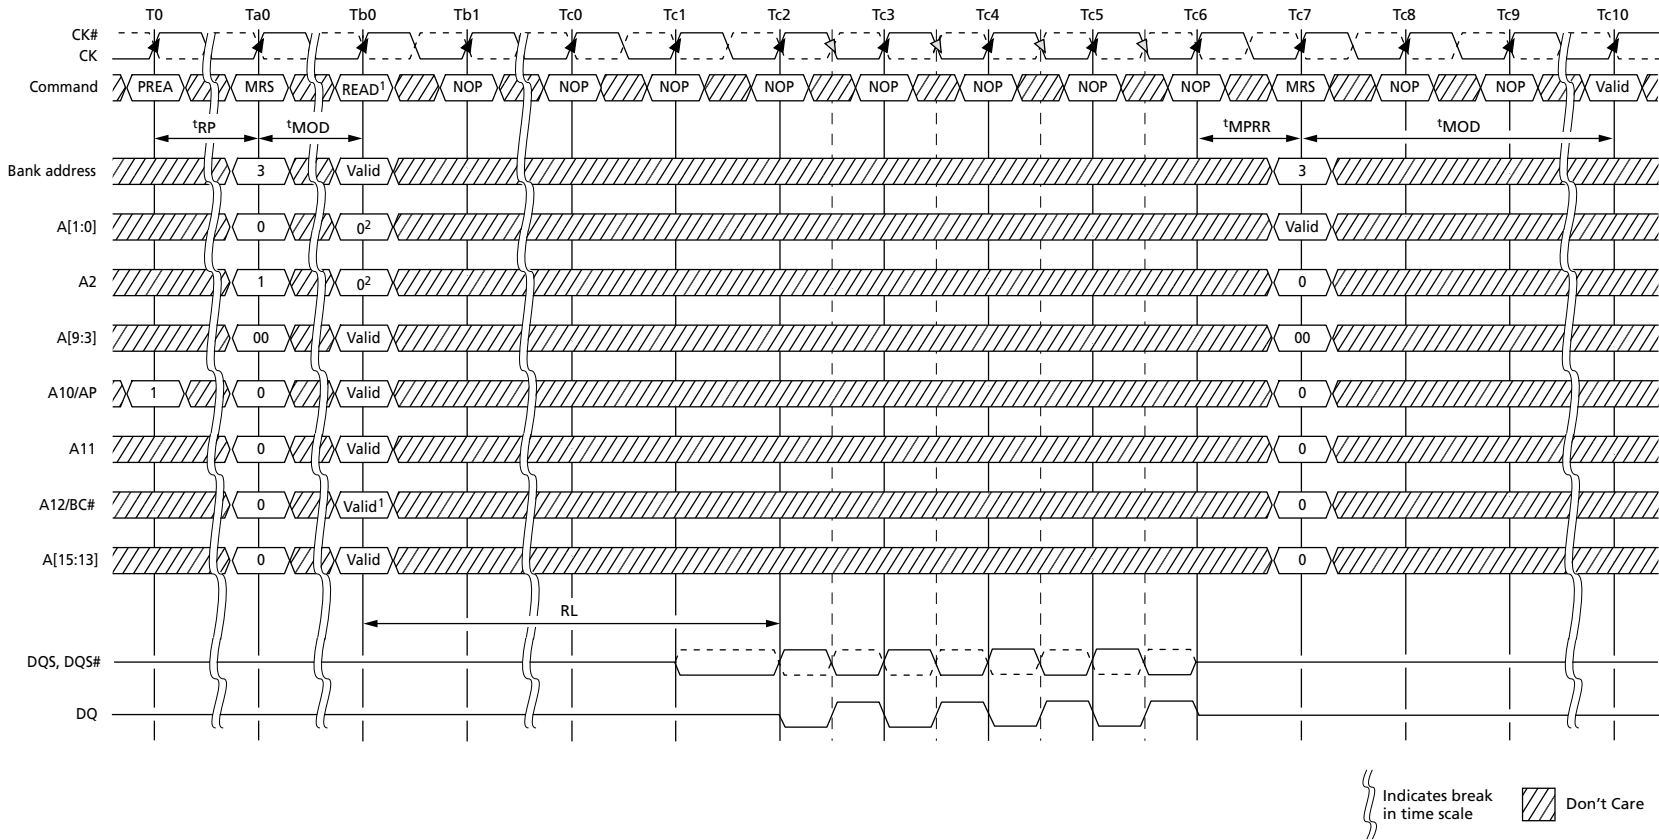 T0 Ta0 Tb0 Tb1 Tc0 Tc1 Tc2 Tc3 Tc4 Tc5 Tc6 Tc7 Tc8 Tc9 Tc10
CK#
CK
Command PREA MRS READ¹ NOP NOP NOP NOP NOP NOP NOP NOP MRS NOP NOP Valid
tRP tMOD tMPRR tMOD
Bank address 3 Valid 3
A[1:0] 0 0² Valid
A2 1 0² 0
A[9:3] 00 Valid 00
A10/AP 1 0 Valid 0
A11 0 Valid 0
A12/BC# 0 Valid¹ 0
A[15:13] 0 Valid 0
RL
DQS, DQS#
DQ
Indicates break
in time scale
Don't Care